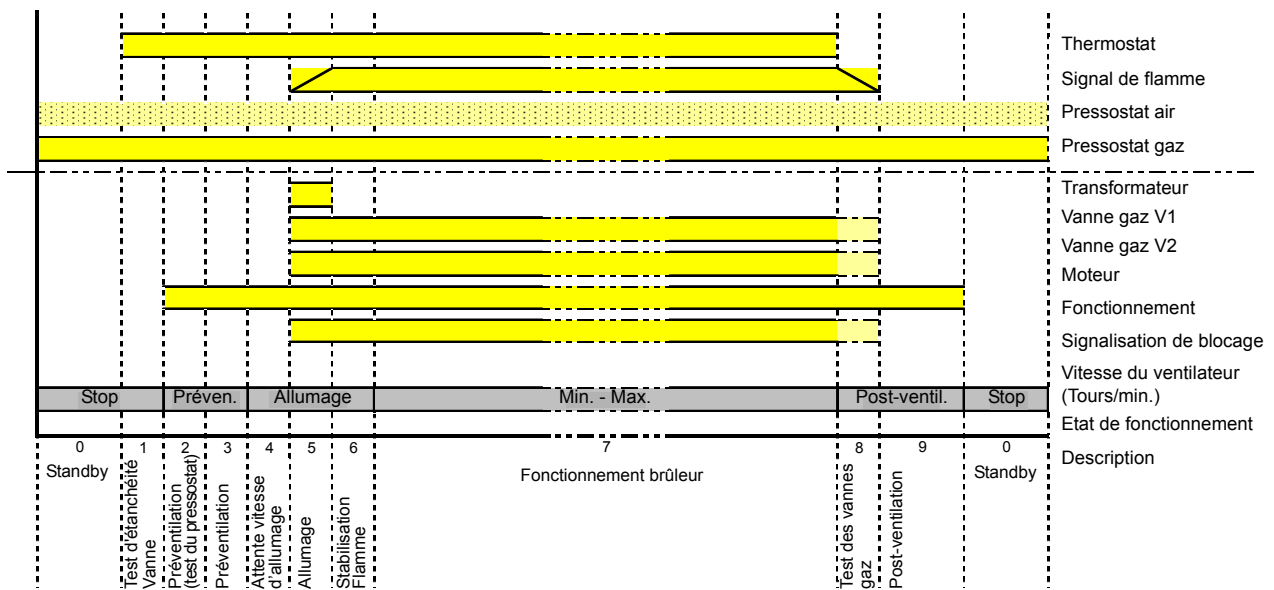 Thermostat
Signal de flamme
Pressostat air
Pressostat gaz
Transformateur
Vanne gaz V1
Vanne gaz V2
Moteur
Fonctionnement
Signalisation de blocage
Vitesse du ventilateur
(Tours/min.)
Stop
Préven.
Allumage
Min. - Max.
Post-ventil.
Stop
Etat de fonctionnement
0
1
2
3
4
5
6
7
8
9
0
Description
Standby
Test d'étanchéité
Vanne
Préventilation
(test du pressostat)
Préventilation
Attente vitesse
d'allumage
Allumage
Stabilisation
Flamme
Fonctionnement brûleur
Test des vannes
gaz
Post-ventilation
Standby